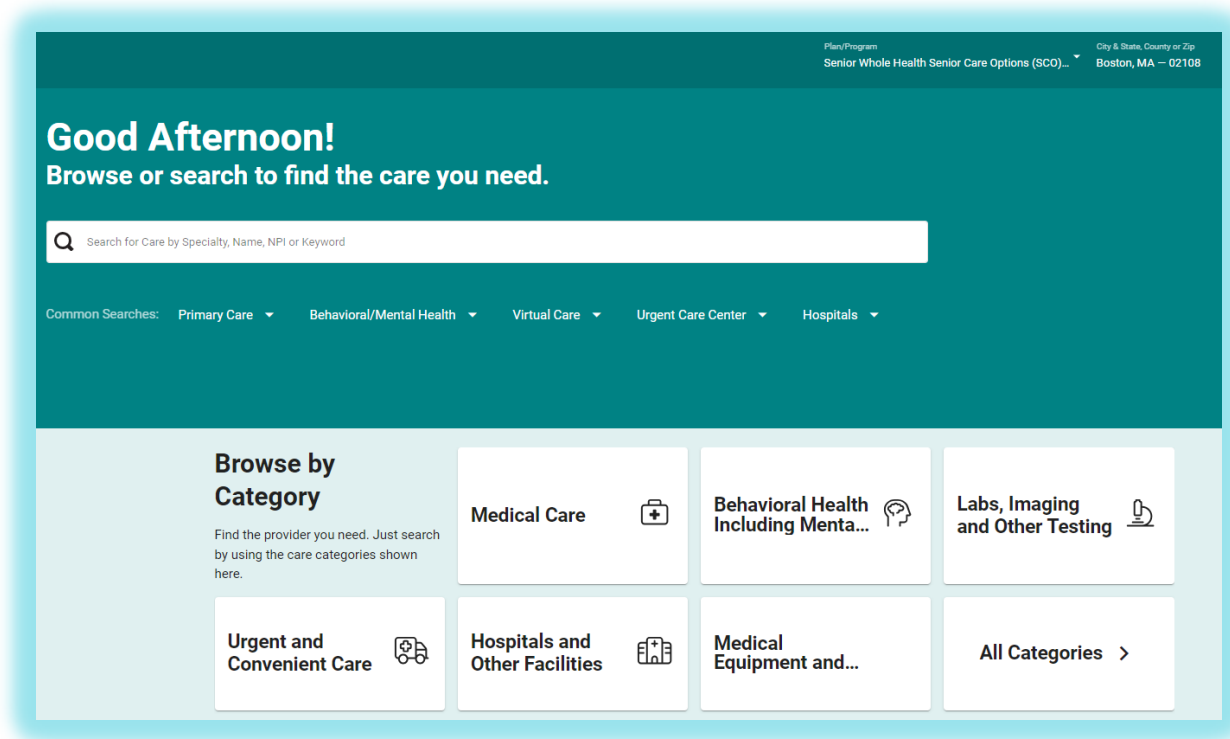 Plan/Program
Senior Whole Health Senior Care Options (SCO)...
City & State, County or Zip
Boston, MA — 02108
Good Afternoon!
Browse or search to find the care you need.
Search for Care by Specialty, Name, NPI or Keyword
Common Searches: Primary Care Behavioral/Mental Health Virtual Care Urgent Care Center Hospitals
Browse by
Category
Find the provider you need. Just search
by using the care categories shown
here.
Medical Care
Behavioral Health
Including Menta...
Labs, Imaging
and Other Testing
Urgent and
Convenient Care
Hospitals and
Other Facilities
Medical
Equipment and...
All Categories